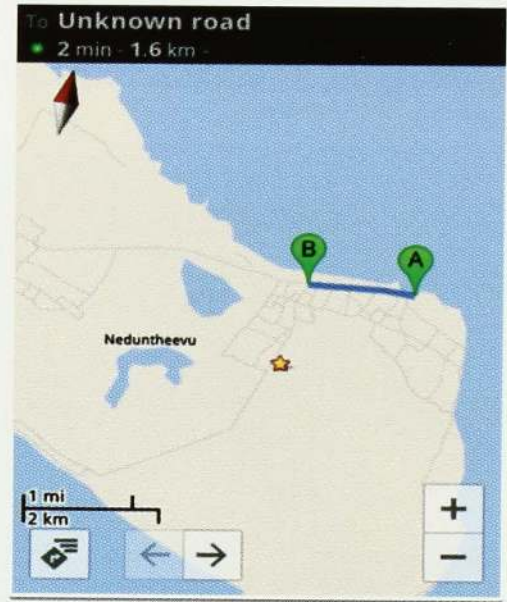 To Unknown road
2 min - 1.6 km -
B
A
Neduntheevu
1 mi
2 km
+
−